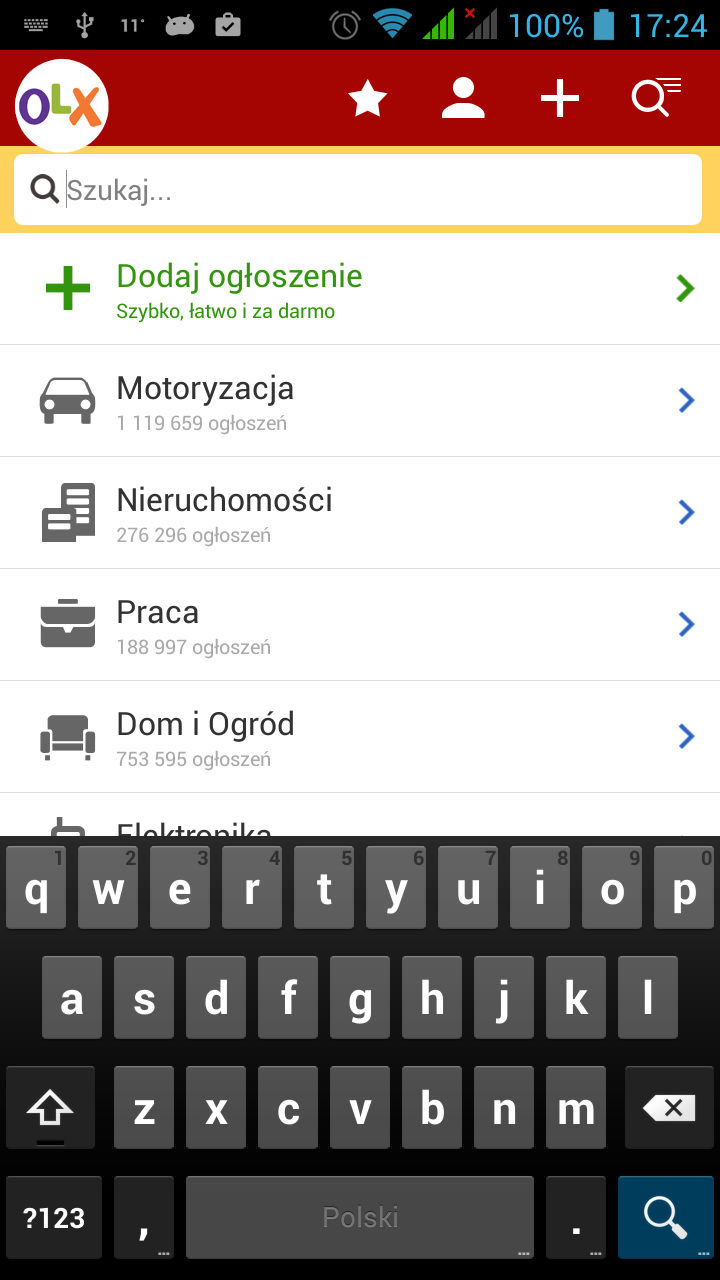 11°
100%
17:24
OLX
Szukaj...
Dodaj ogłoszenie
Szybko, łatwo i za darmo
Motoryzacja
1 119 659 ogłoszeń
Nieruchomości
276 296 ogłoszeń
Praca
188 997 ogłoszeń
Dom i Ogród
753 595 ogłoszeń
Elektronika
1 2 3 4 5 6 7 8 9 0
q w e r t y u i o p
a s d f g h j k l
z x c v b n m
?123 , Polski .